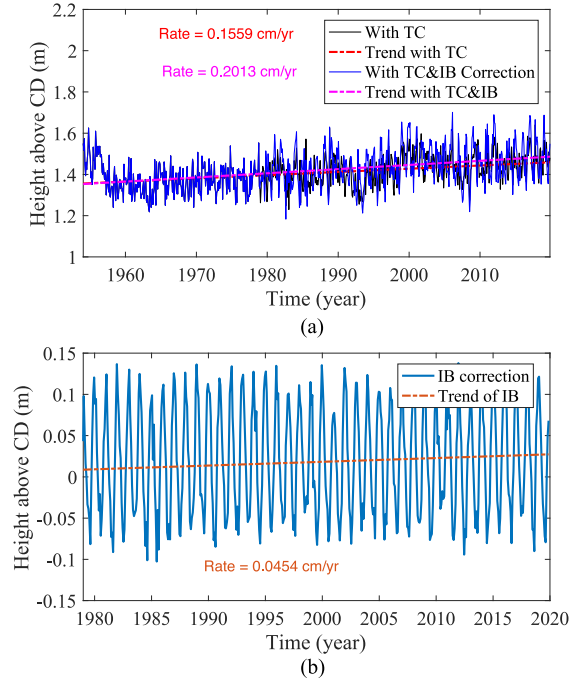 Rate = 0.1559 cm/yr
Rate = 0.2013 cm/yr
With TC
Trend with TC
With TC&IB Correction
Trend with TC&IB
Height above CD (m)
2.2
2
1.8
1.6
1.4
1.2
1
1960 1970 1980 1990 2000 2010
Time (year)
(a)
IB correction
Trend of IB
Height above CD (m)
0.15
0.1
0.05
0
-0.05
-0.1
0.15
Rate = 0.0454 cm/yr
1980 1985 1990 1995 2000 2005 2010 2015 2020
Time (year)
(b)